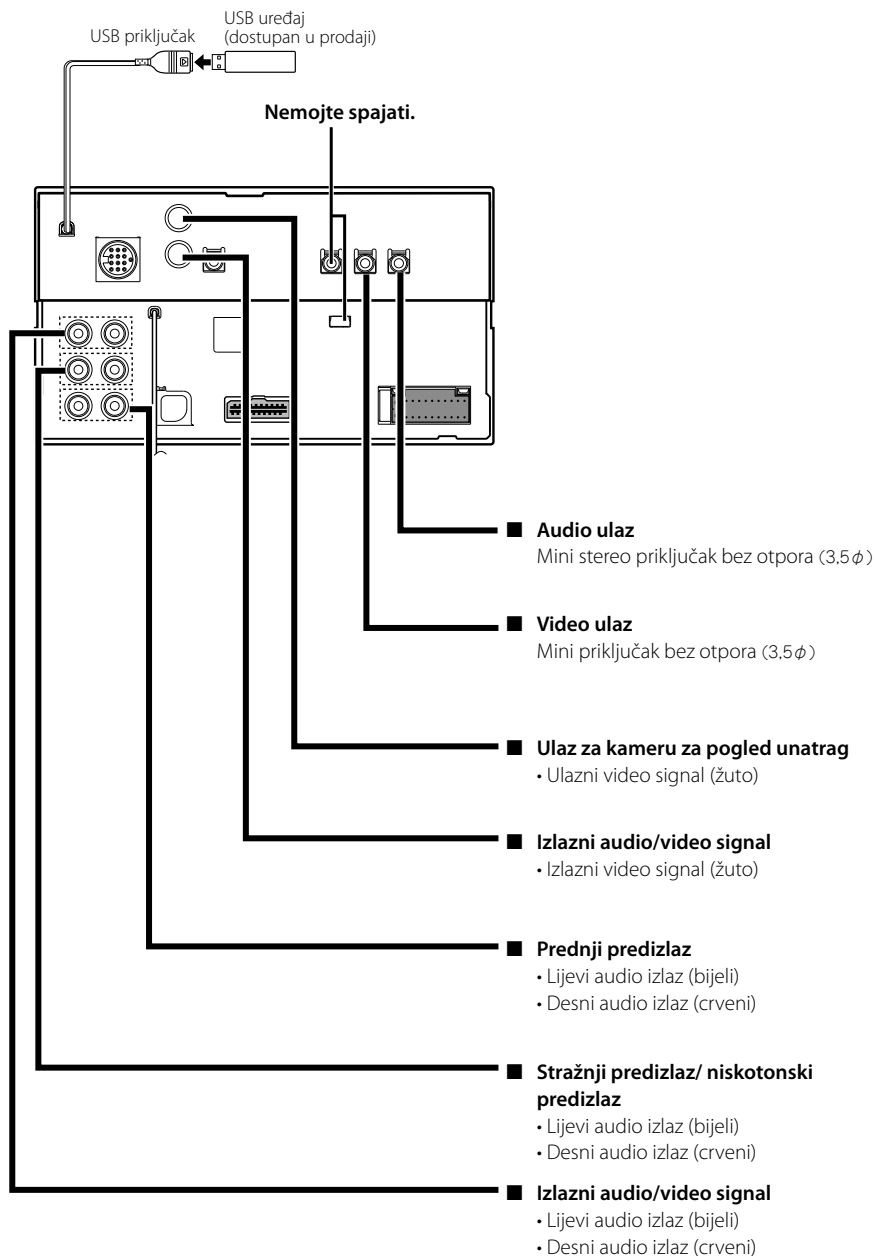 USB priključak
USB uređaj
(dostupan u prodaji)
Nemojte spajati.
■ Audio ulaz
Mini stereo priključak bez otpora (3,5φ)
■ Video ulaz
Mini priključak bez otpora (3,5φ)
■ Ulaz za kameru za pogled unatrag
• Ulazni video signal (žuto)
■ Izlazni audio/video signal
• Izlazni video signal (žuto)
■ Prednji predizlaz
• Lijevi audio izlaz (bijeli)
• Desni audio izlaz (crveni)
■ Stražnji predizlaz/ niskotonski
predizlaz
• Lijevi audio izlaz (bijeli)
• Desni audio izlaz (crveni)
■ Izlazni audio/video signal
• Lijevi audio izlaz (bijeli)
• Desni audio izlaz (crveni)